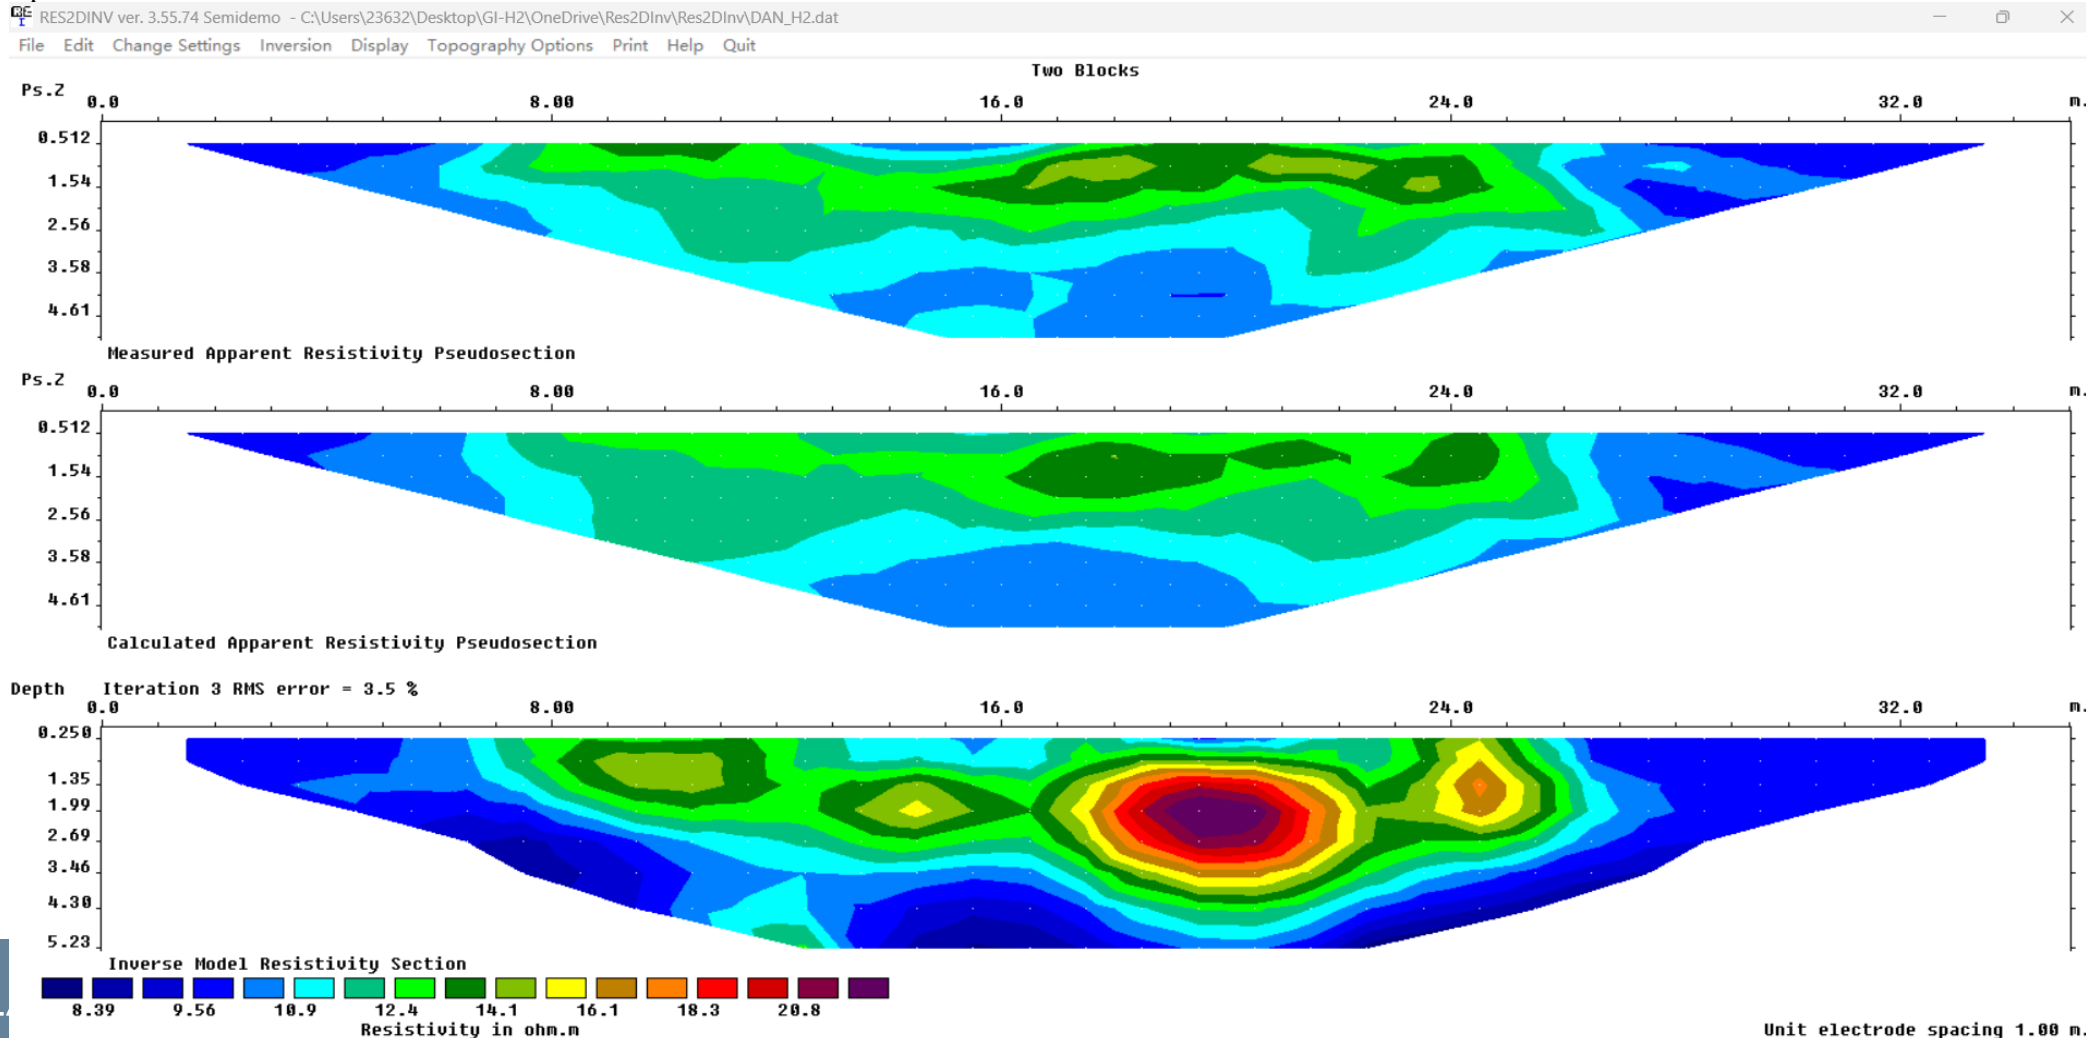 RES2DINV ver. 3.55.74 Semidemo - C:\Users\23632\Desktop\GI-H2\OneDrive\Res2DInv\Res2DInv\DAN_H2.dat
File Edit Change Settings Inversion Display Topography Options Print Help Quit
Two Blocks
Ps.Z
0.0 8.00 16.0 24.0 32.0 m.
0.512
1.54
2.56
3.58
4.61
Measured Apparent Resistivity Pseudosection
Ps.Z
0.0 8.00 16.0 24.0 32.0 m.
0.512
1.54
2.56
3.58
4.61
Calculated Apparent Resistivity Pseudosection
Depth Iteration 3 RMS error = 3.5 %
0.0 8.00 16.0 24.0 32.0 m.
0.250
1.35
1.99
2.69
3.46
4.30
5.23
Inverse Model Resistivity Section
8.39 9.56 10.9 12.4 14.1 16.1 18.3 20.8
Resistivity in ohm.m
Unit electrode spacing 1.00 m.